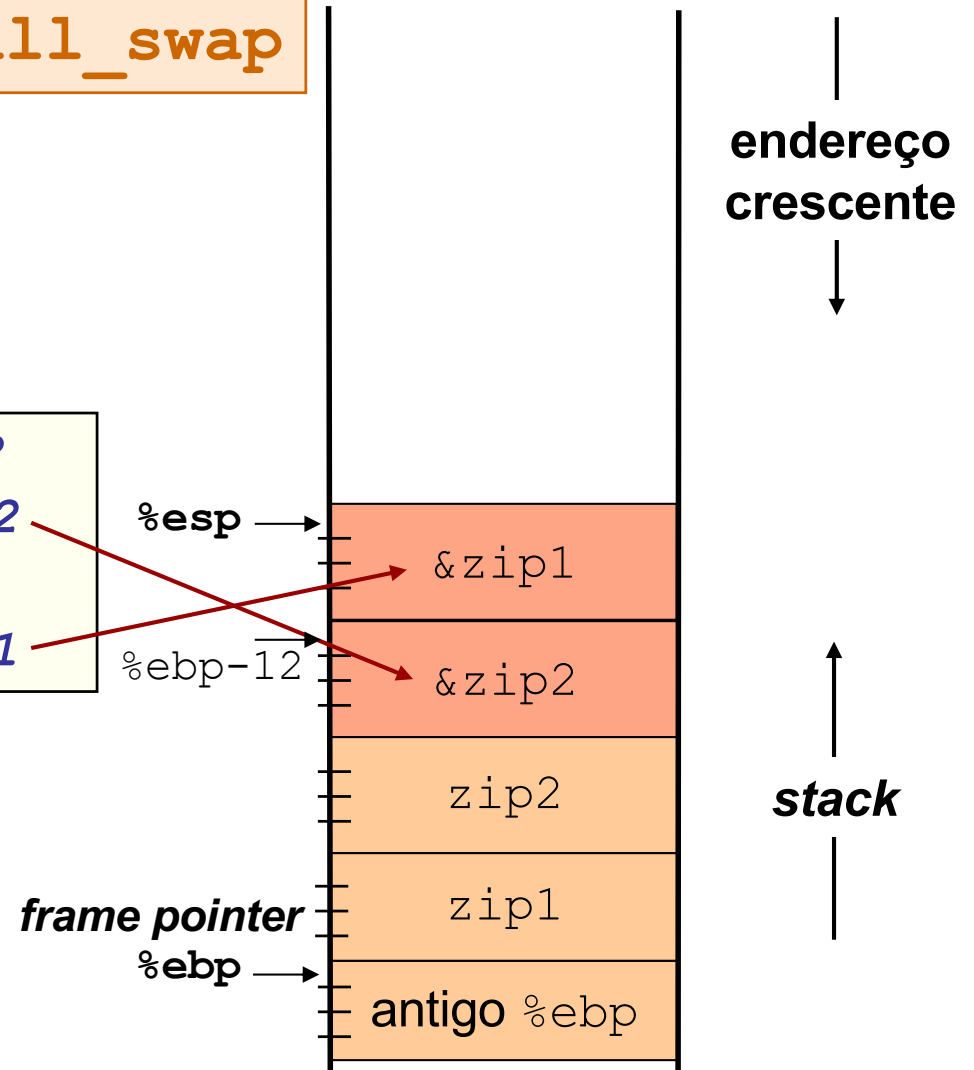 ll_swap
endereço
crescente
2
%esp
&zip1
1
%ebp-12
&zip2
zip2
stack
frame pointer
zip1
%ebp
antigo %ebp